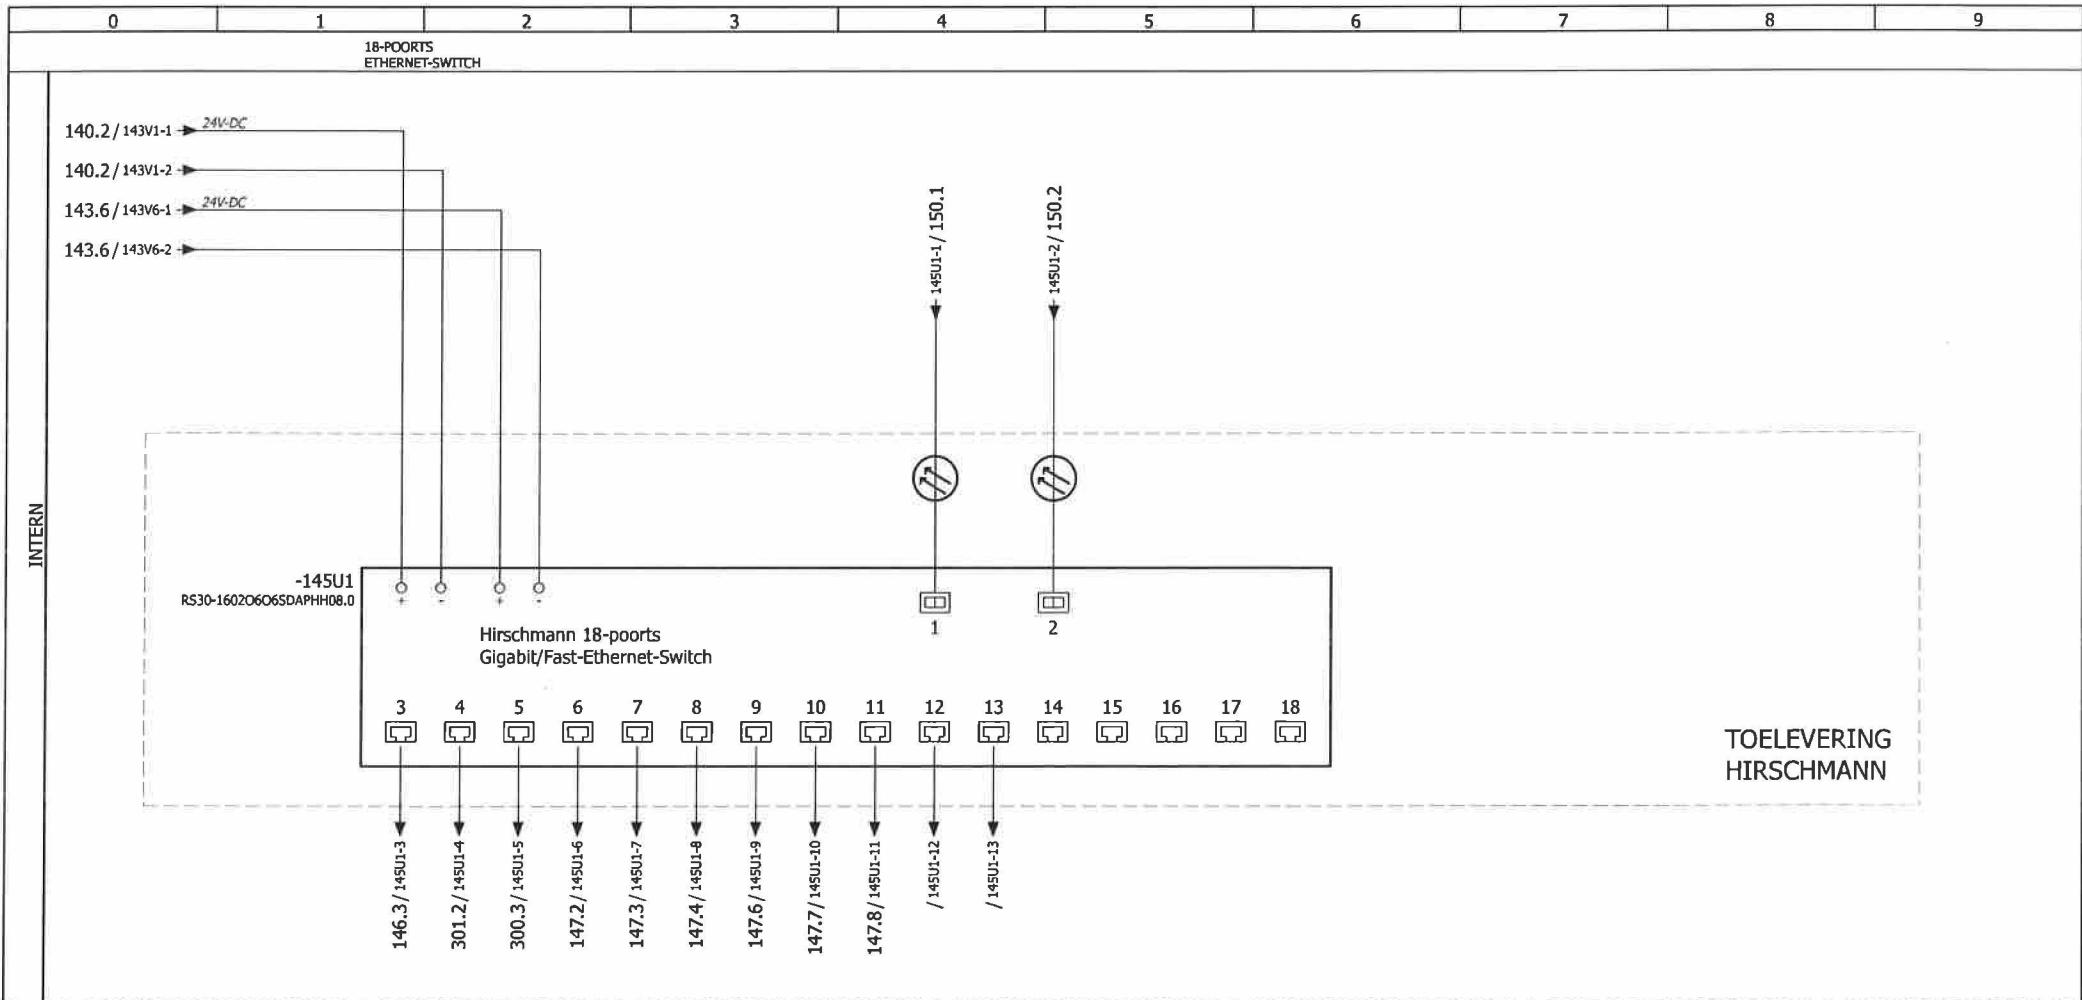 0 1 2 3 4 5 6 7 8 9
18-POORTS
ETHERNET-SWITCH
140.2/143V1-1 24V-DC
140.2/143V1-2
143.6/143V6-1 24V-DC
143.6/143V6-2
145U1-1/150.1
145U1-2/150.2
INTERN
-145U1
RS30-1602O6O6SDAPHH08.0
+ - + -
1 2
Hirschmann 18-poorts
Gigabit/Fast-Ethernet-Switch
3 4 5 6 7 8 9 10 11 12 13 14 15 16 17 18
TOELEVERING
HIRSCHMANN
146.3/145U1-3
301.2/145U1-4
300.3/145U1-5
147.2/145U1-6
147.3/145U1-7
147.4/145U1-8
147.6/145U1-9
147.7/145U1-10
147.8/145U1-11
/145U1-12
/145U1-13